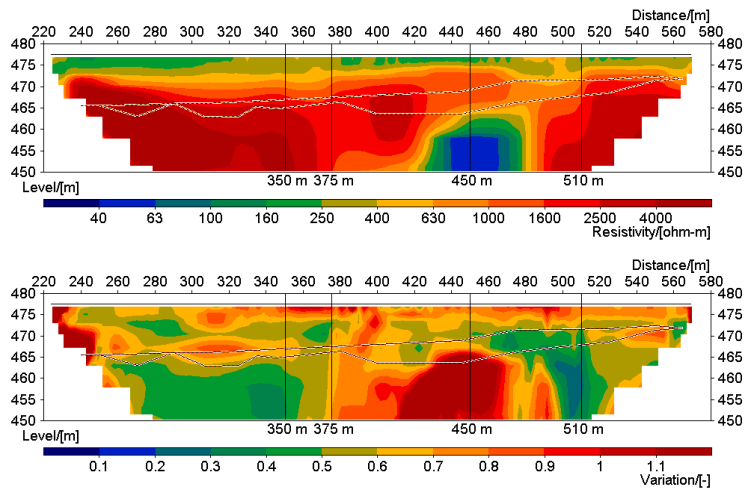 Distance/[m]
220 240 260 280 300 320 340 360 380 400 420 440 460 480 500 520 540 560 580
480 480
470 470
465 465
460 460
455 455
450 450
350 m 375 m 450 m 510 m
Level/[m]
40 63 100 160 250 400 630 1000 1600 2500 4000
Resistivity/[ohm-m]
Distance/[m]
220 240 260 280 300 320 340 360 380 400 420 440 460 480 500 520 540 560 580
480 480
475 475
470 470
465 465
460 460
455 455
450 450
350 m 375 m 450 m 510 m
Level/[m]
0.1 0.2 0.3 0.4 0.5 0.6 0.7 0.8 0.9 1 1.1
Variation/[-]